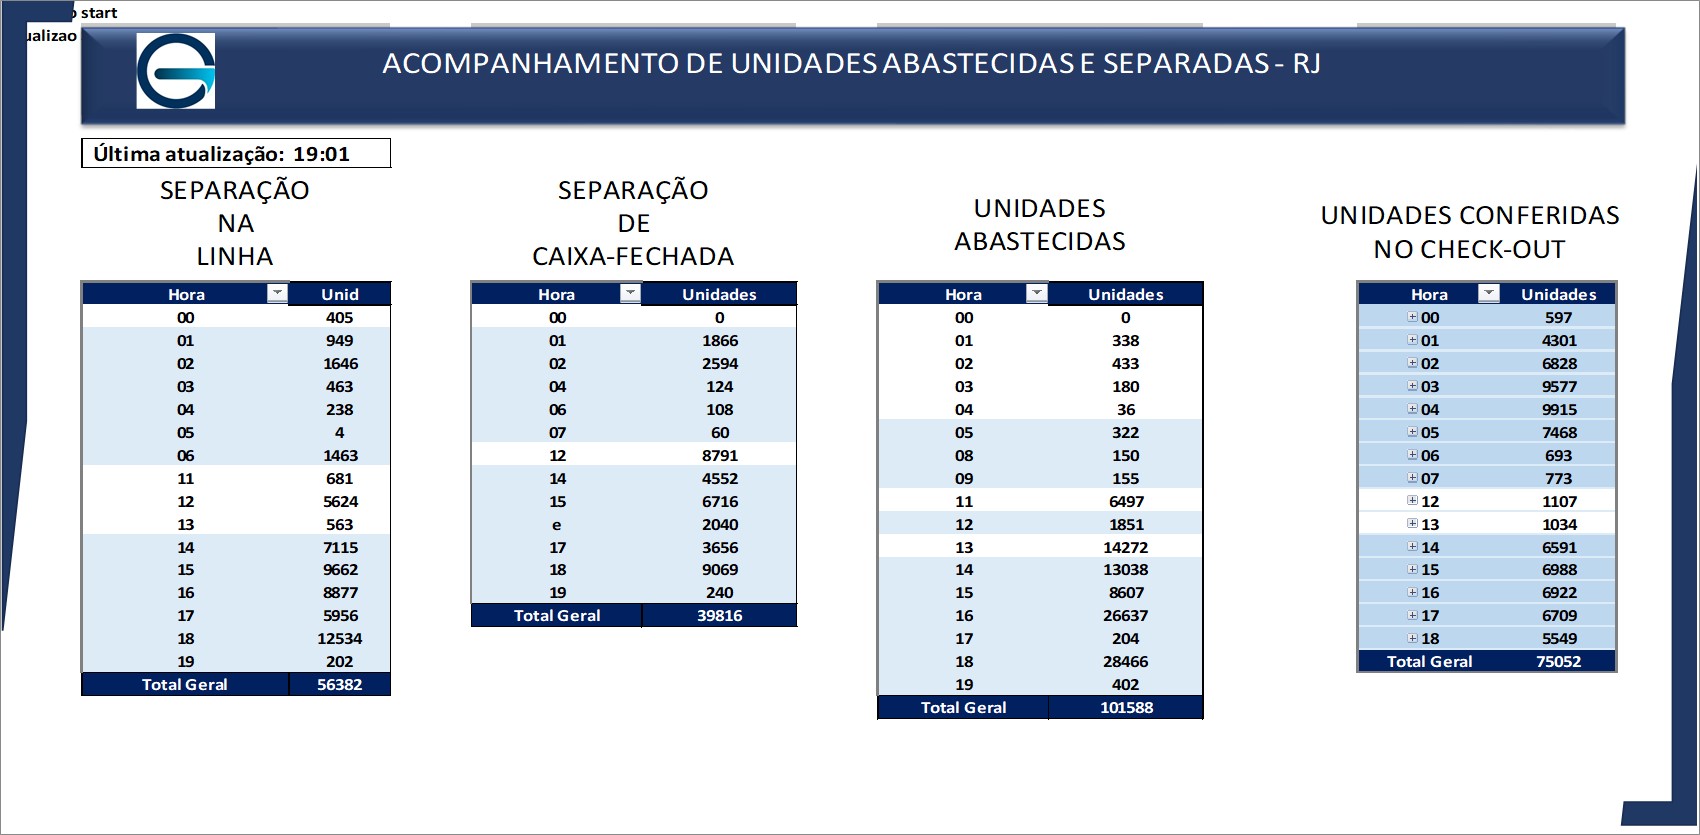 o start
ualizao
ACOMPANHAMENTO DE UNIDADES ABASTECIDAS E SEPARADAS - RJ
Última atualização: 19:01
SEPARAÇÃO
NA
LINHA
Hora Unid
00 405
01 949
02 1646
03 463
04 238
05 4
06 1463
11 681
12 5624
13 563
14 7115
15 9662
16 8877
17 5956
18 12534
19 202
Total Geral 56382
SEPARAÇÃO
DE
CAIXA-FECHADA
Hora Unidades
00 0
01 1866
02 2594
04 124
06 108
07 60
12 8791
14 4552
15 6716
e 2040
17 3656
18 9069
19 240
Total Geral 39816
UNIDADES
ABASTECIDAS
Hora Unidades
00 0
01 338
02 433
03 180
04 36
05 322
08 150
09 155
11 6497
12 1851
13 14272
14 13038
15 8607
16 26637
17 204
18 28466
19 402
Total Geral 101588
UNIDADES CONFERIDAS
NO CHECK-OUT
Hora Unidades
00 597
01 4301
02 6828
03 9577
04 9915
05 7468
06 693
07 773
12 1107
13 1034
14 6591
15 6988
16 6922
17 6709
18 5549
Total Geral 75052